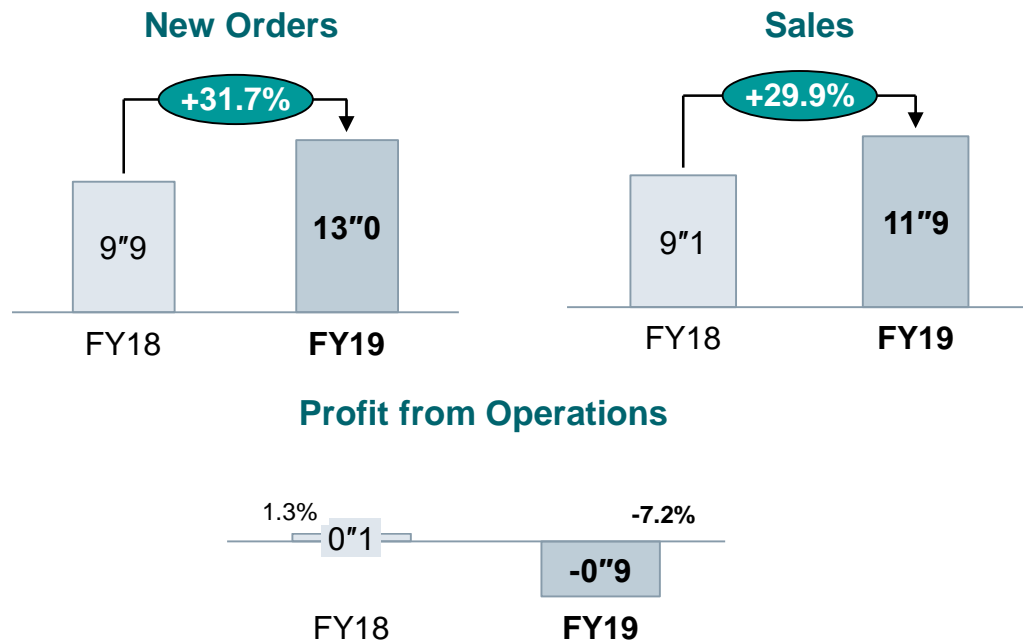 New Orders
+31.7%
9″9
13″0
FY18
FY19
Sales
+29.9%
9″1
11″9
FY18
FY19
Profit from Operations
1.3%
0″1
-7.2%
-0″9
FY18
FY19